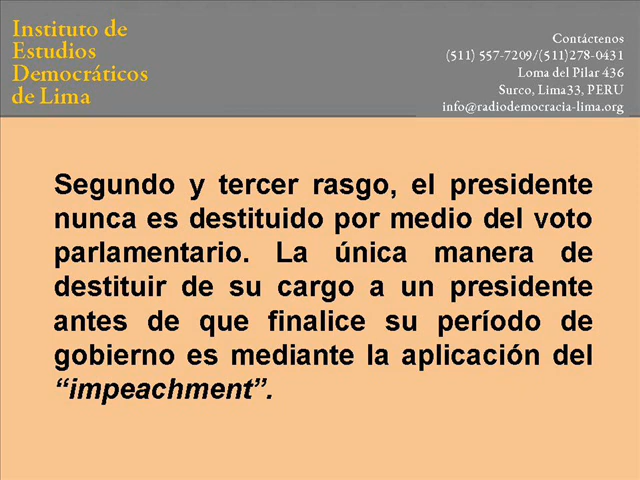 Instituto de
Estudios
Democráticos
de Lima
Contáctenos
(511) 557-7209/(511)278-0431
Loma del Pilar 436
Surco, Lima33, PERU
info@radiodemocracia-lima.org
Segundo y tercer rasgo, el presidente
nunca es destituido por medio del voto
parlamentario. La única manera de
destituir de su cargo a un presidente
antes de que finalice su período de
gobierno es mediante la aplicación del
“impeachment”.